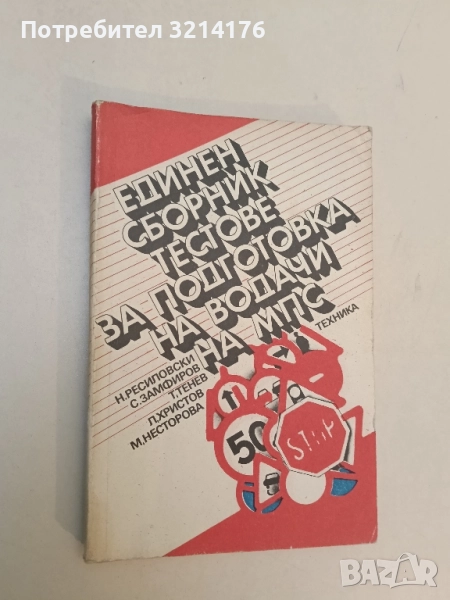 Потребител 3214176
ЕДИНЕН
СБОРНИК
ТЕСТОВЕ
ЗА ПОДГОТОВКА
НА ВОДАЧИ
НА МПС
Н.РЕСИЛОВСКИ
С.ЗАМФИРОВ
Т.ТЕНЕВ
Л.ХРИСТОВ
М.НЕСТОРОВА
ТЕХНИКА
50
STOP
BAZAR